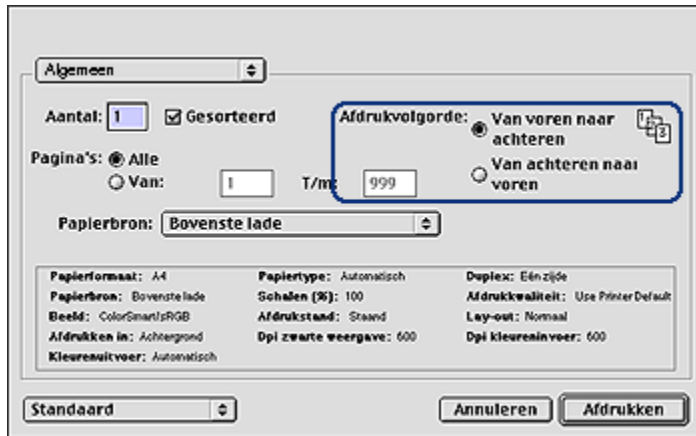 Algemeen
Aantal: 1 Gesorteerd
Afdrukvolgorde: Van voren naar
achteren
Van achteren naar
voren
Pagina's: Alle
Van: 1 T/m: 999
Papierbron: Bovenste lade
Papierformaat: A4 Papiertype: Automatisch Duplex: Eén zijde
Papierbron: Bovenste lade Schalen (%): 100 Afdrukkwaliteit: Use Printer Default
Beeld: ColorSmart/sRGB Afdrukstand: Staand Lay-out: Normaal
Afdrukken in: Achtergrond Dpi zwarte weergave: 600 Dpi kleureninvoer: 600
Kleurenuitvoer: Automatisch
Standaard Annuleren Afdrukken